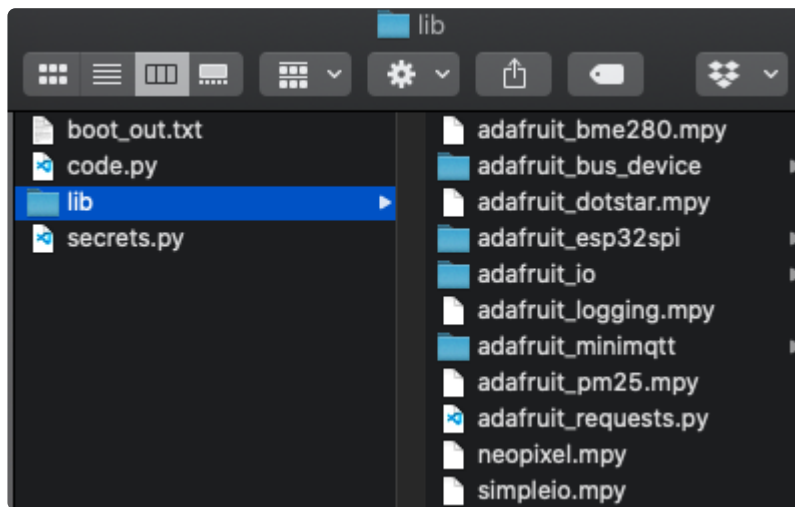 lib
boot_out.txt
code.py
lib
secrets.py
adafruit_bme280.mpy
adafruit_bus_device
adafruit_dotstar.mpy
adafruit_esp32spi
adafruit_io
adafruit_logging.mpy
adafruit_minimqtt
adafruit_pm25.mpy
adafruit_requests.py
neopixel.mpy
simpleio.mpy